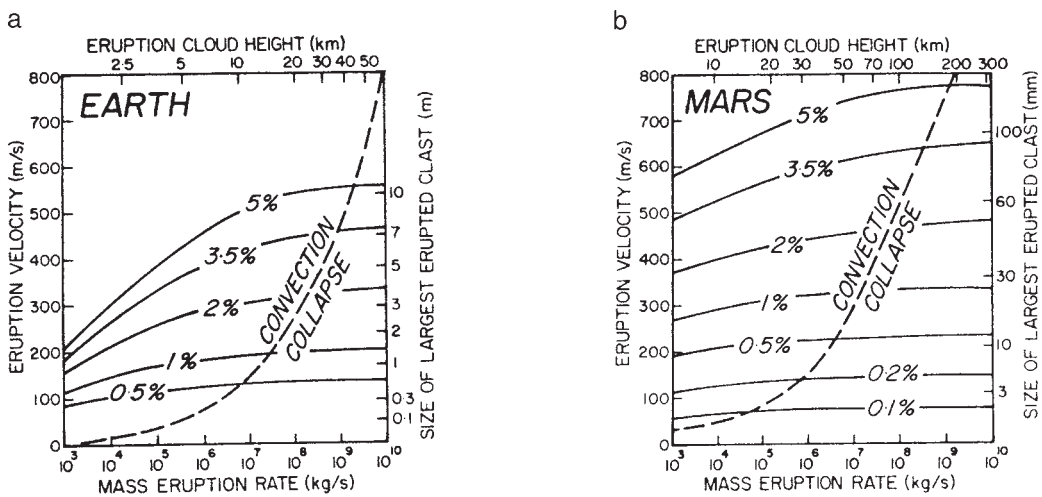 a
ERUPTION CLOUD HEIGHT (km)
2.5 5 10 20 30 40 50
800
700
600
500
400
300
200
100
0
ERUPTION VELOCITY (m/s)
EARTH
5%
3.5%
2%
1%
0.5%
CONVECTION
COLLAPSE
10
7
5
3
2
1
0.3
0.1
SIZE OF LARGEST ERUPTED CLAST (m)
10³ 10⁴ 10⁵ 10⁶ 10⁷ 10⁸ 10⁹ 10¹⁰
MASS ERUPTION RATE (kg/s)
b
ERUPTION CLOUD HEIGHT (km)
10 20 30 50 70 100 200 300
800
700
600
500
400
300
200
100
0
ERUPTION VELOCITY (m/s)
MARS
5%
3.5%
2%
1%
0.5%
0.2%
0.1%
CONVECTION
COLLAPSE
100
60
30
10
3
SIZE OF LARGEST ERUPTED CLAST (mm)
10³ 10⁴ 10⁵ 10⁶ 10⁷ 10⁸ 10⁹ 10¹⁰
MASS ERUPTION RATE (kg/s)